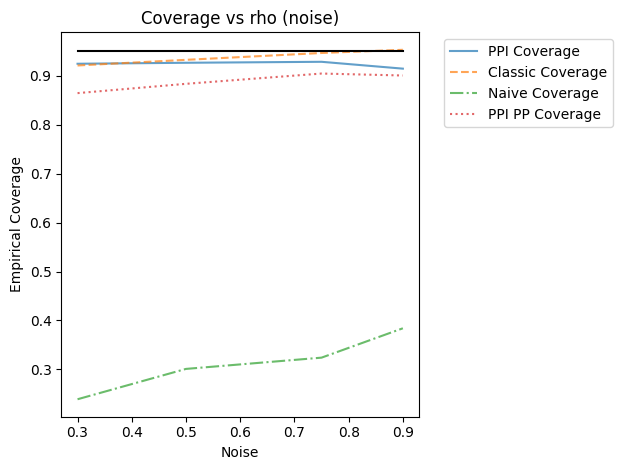 Coverage vs rho (noise)
PPI Coverage
Classic Coverage
Naive Coverage
PPI PP Coverage
Empirical Coverage
0.9
0.8
0.7
0.6
0.5
0.4
0.3
0.3 0.4 0.5 0.6 0.7 0.8 0.9
Noise